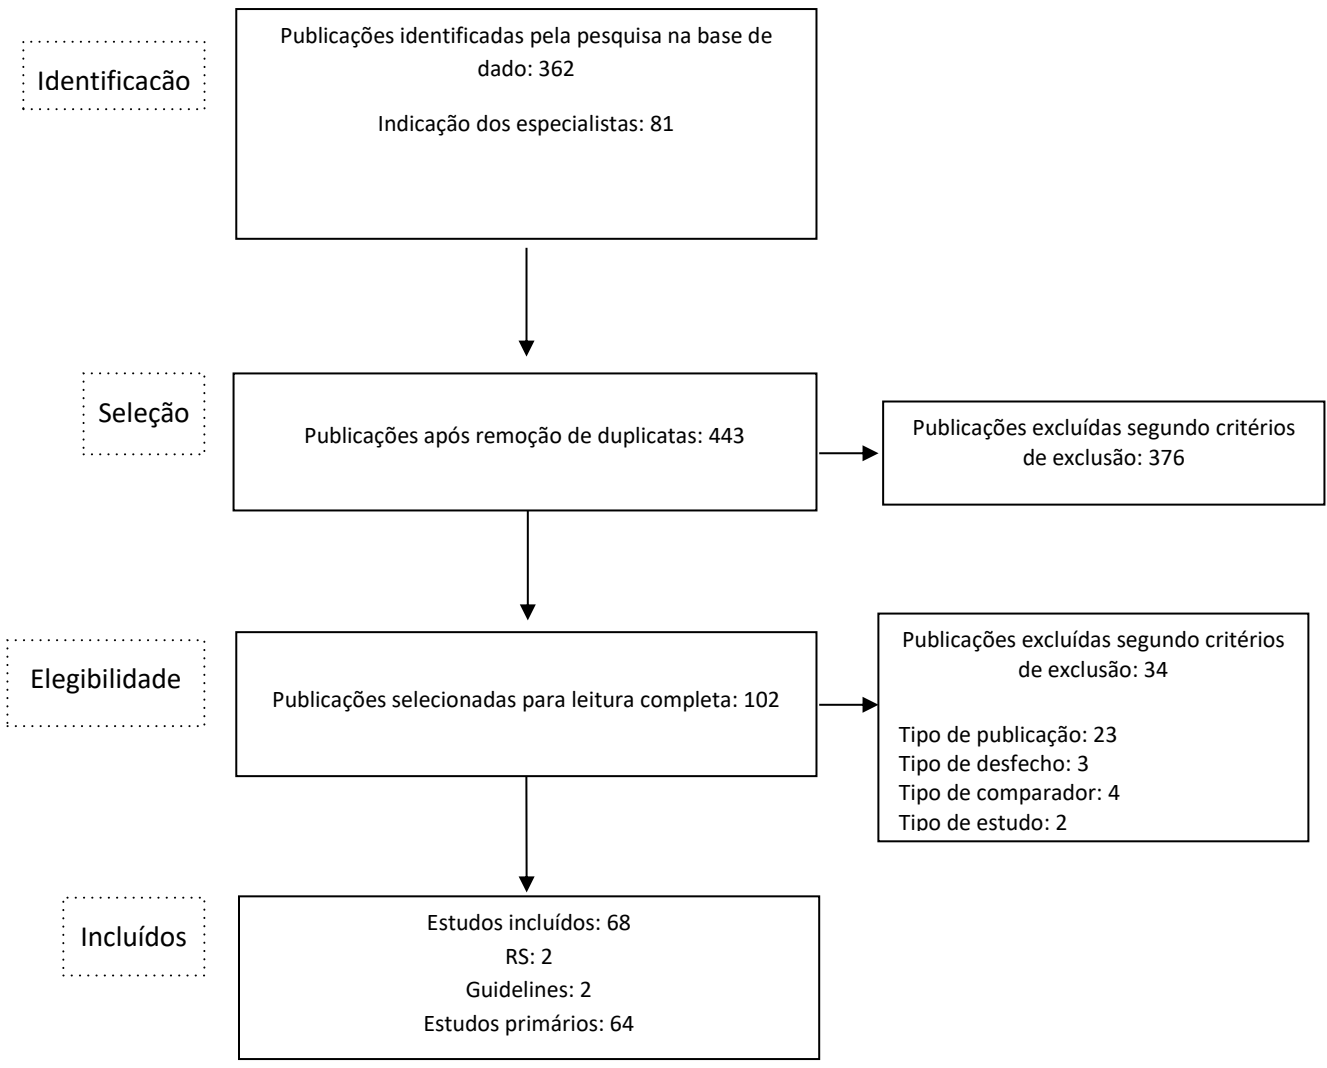 Identificação
Publicações identificadas pela pesquisa na base de
dado: 362
Indicação dos especialistas: 81
Seleção
Publicações após remoção de duplicatas: 443
Publicações excluídas segundo critérios
de exclusão: 376
Elegibilidade
Publicações selecionadas para leitura completa: 102
Publicações excluídas segundo critérios
de exclusão: 34
Tipo de publicação: 23
Tipo de desfecho: 3
Tipo de comparador: 4
Tipo de estudo: 2
Incluídos
Estudos incluídos: 68
RS: 2
Guidelines: 2
Estudos primários: 64